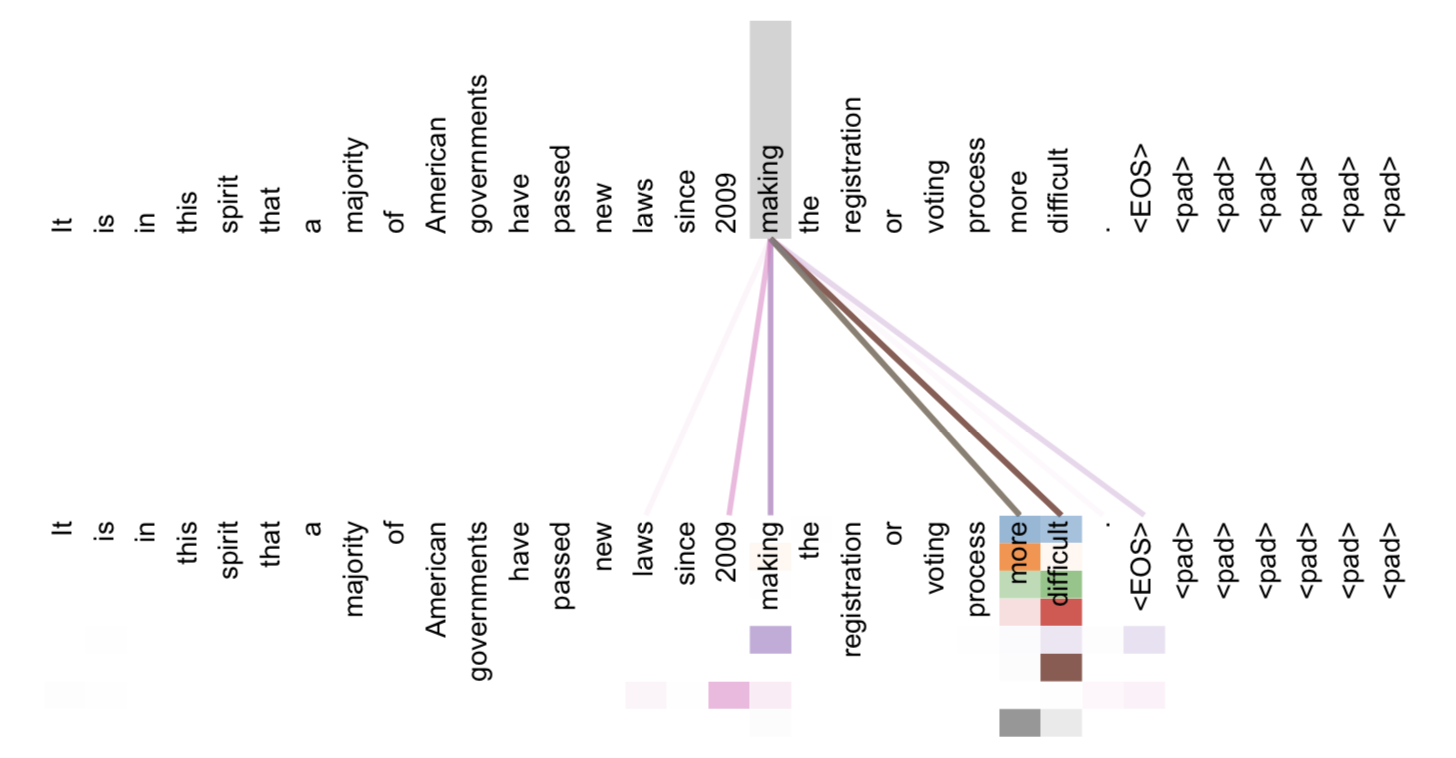 It is in this spirit that a majority of American governments have passed new laws since 2009 making the registration or voting process more difficult . <EOS> <pad> <pad> <pad> <pad> <pad> <pad>
It is in this spirit that a majority of American governments have passed new laws since 2009 making the registration or voting process more difficult . <EOS> <pad> <pad> <pad> <pad> <pad> <pad>